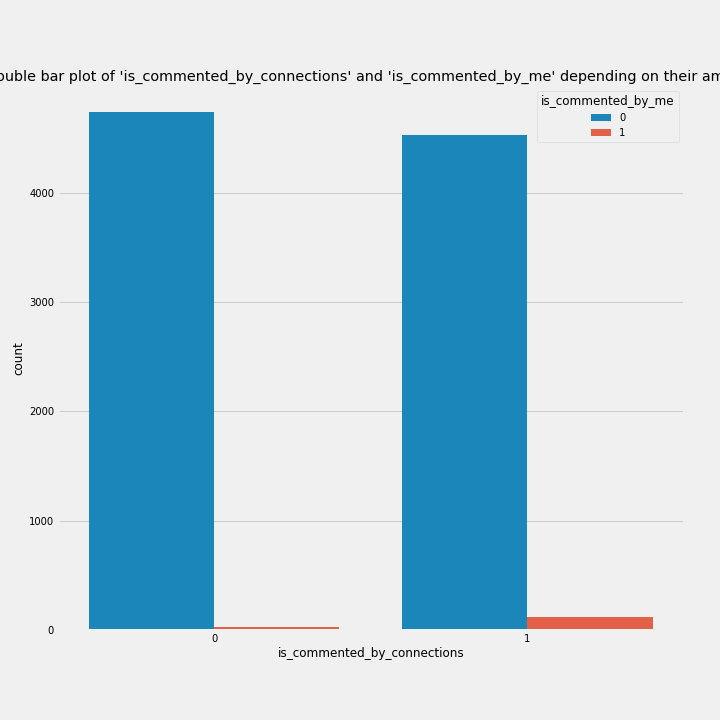 ouble bar plot of 'is_commented_by_connections' and 'is_commented_by_me' depending on their am
is_commented_by_me
0
1
4000
3000
2000
1000
0
count
0 1
is_commented_by_connections